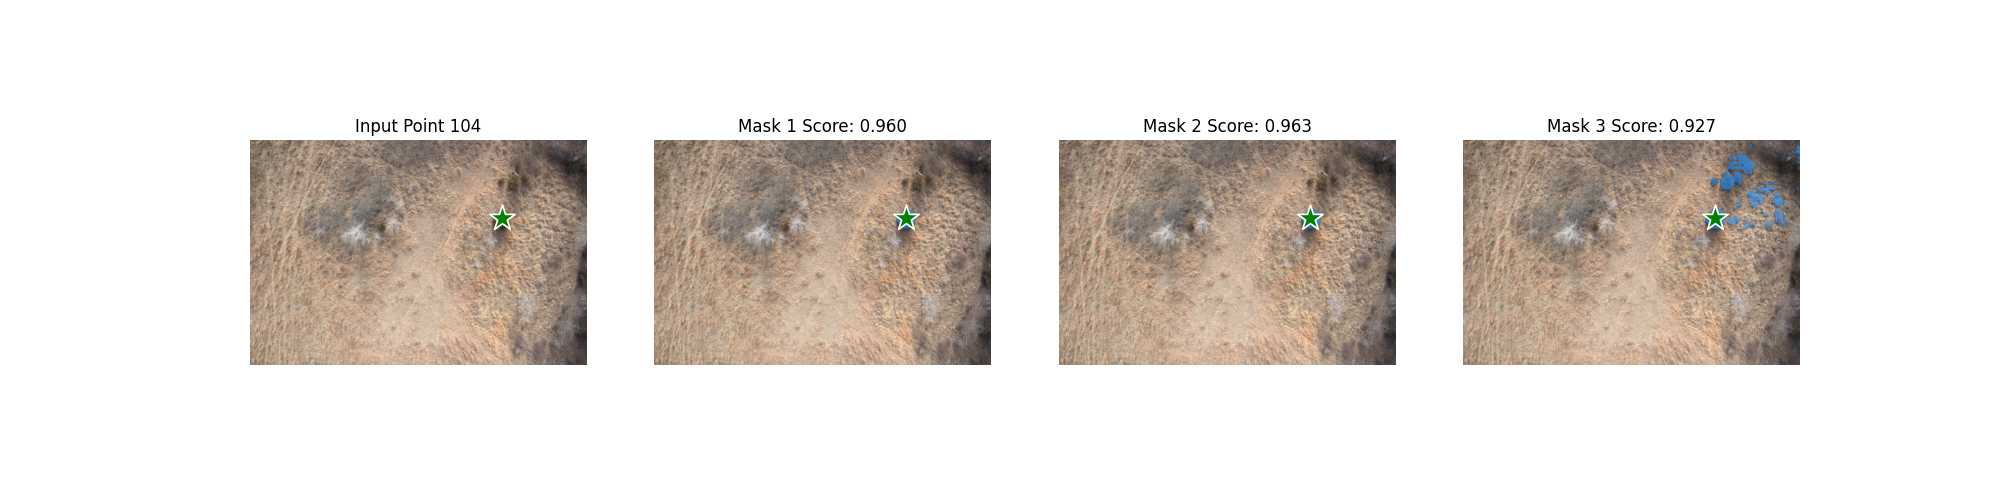 Input Point 104
Mask 1 Score: 0.960
Mask 2 Score: 0.963
Mask 3 Score: 0.927